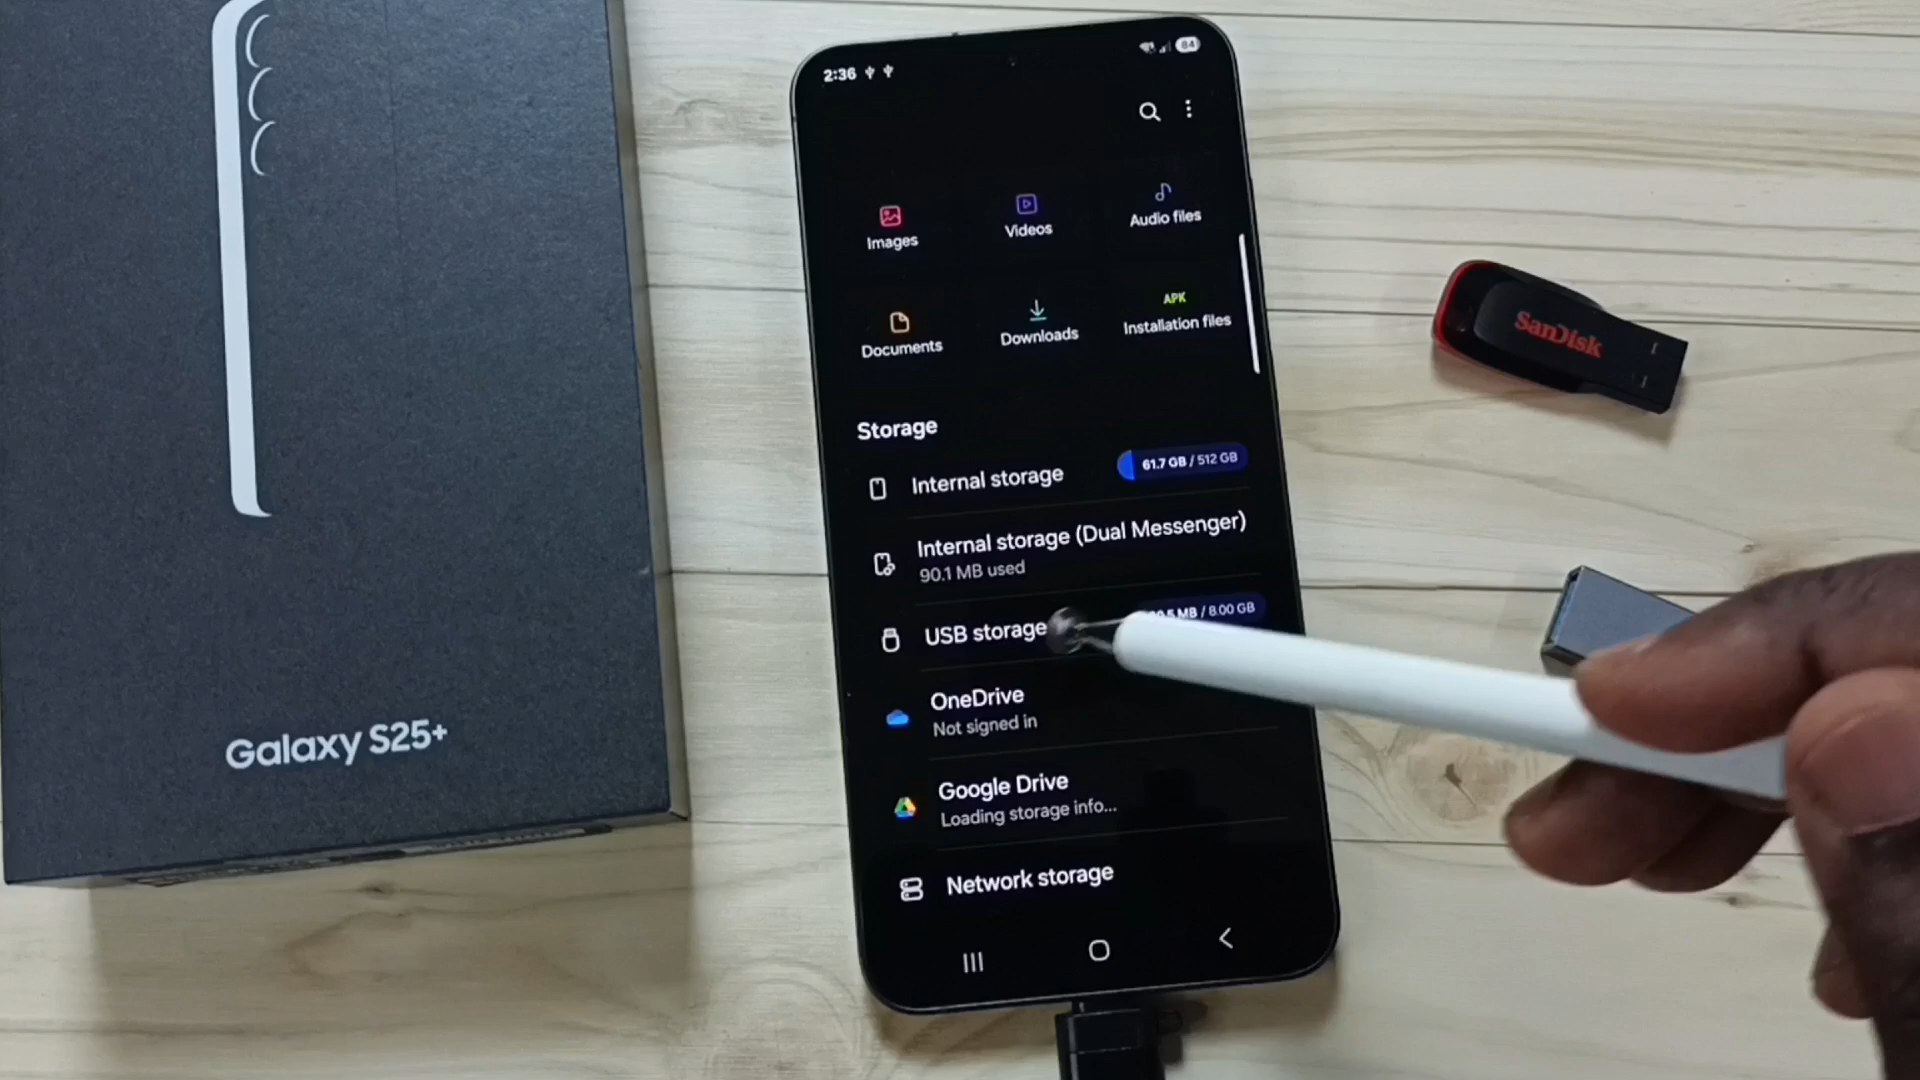 2:36
84
Images
Videos
Audio files
Documents
Downloads
APK
Installation files
Storage
Internal storage
61.7 GB / 512 GB
Internal storage (Dual Messenger)
90.1 MB used
USB storage
MB / 8.00 GB
OneDrive
Not signed in
Google Drive
Loading storage info...
Network storage
Galaxy S25+
SanDisk